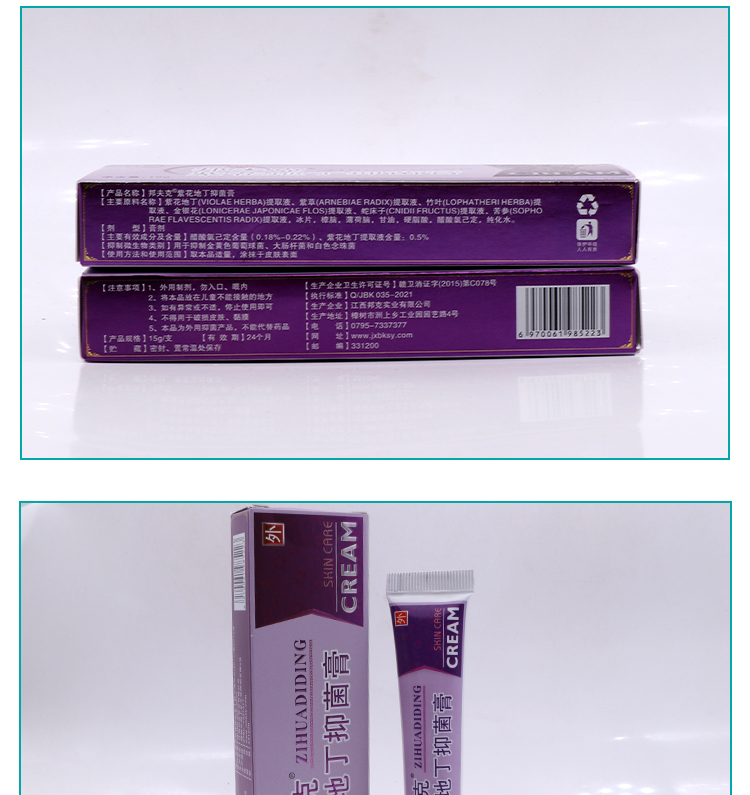 【产品名称】邦夫克®紫花地丁抑菌膏
【主要原料名称】紫花地丁(VIOLAE HERBA)提取液、紫草(ARNEBIAE RADIX)提取液、竹叶(LOPHATHERI HERBA)提
取液、金银花(LONICERAE JAPONICAE FLOS)提取液、蛇床子(CNIDII FRUCTUS)提取液、苦参(SOPHO
RAE FLAVESCENTIS RADIX)提取液、冰片、樟脑、薄荷脑、甘油、硬脂酸、醋酸氯己定、纯化水。
【剂 型】膏剂
【主要有效成分及含量】醋酸氯己定含量（0.18%-0.22%）、紫花地丁提取液含量：0.5%
【抑制微生物类别】用于抑制金黄色葡萄球菌、大肠杆菌和白色念珠菌
【使用方法和使用范围】取本品适量，涂抹于皮肤表面
保护环境
人人有责
【注意事项】1、外用制剂，勿入口、眼内
2、将本品放在儿童不能接触的地方
3、如有异常或不适，停止使用即可
4、不得用于破损皮肤、黏膜
5、本品为外用抑菌产品，不能代替药品
【产品规格】15g/支 【有 效 期】24个月
【贮 藏】密封、置常温处保存
【生产企业卫生许可证号】赣卫消证字(2015)第C078号
【执行标准】Q/JBK 035-2021
【生产企业】江西邦克实业有限公司
【生产地址】樟树市洲上乡工业园园艺路4号
【电 话】0795-7337377
【网 址】www.jxbksy.com
【邮 编】331200
6 970061 985223
外
SKIN CARE
CREAM
ZIHUADIDING
克®
地丁抑菌膏
外
SKIN CARE
CREAM
ZIHUADIDING
克®
地丁抑菌膏